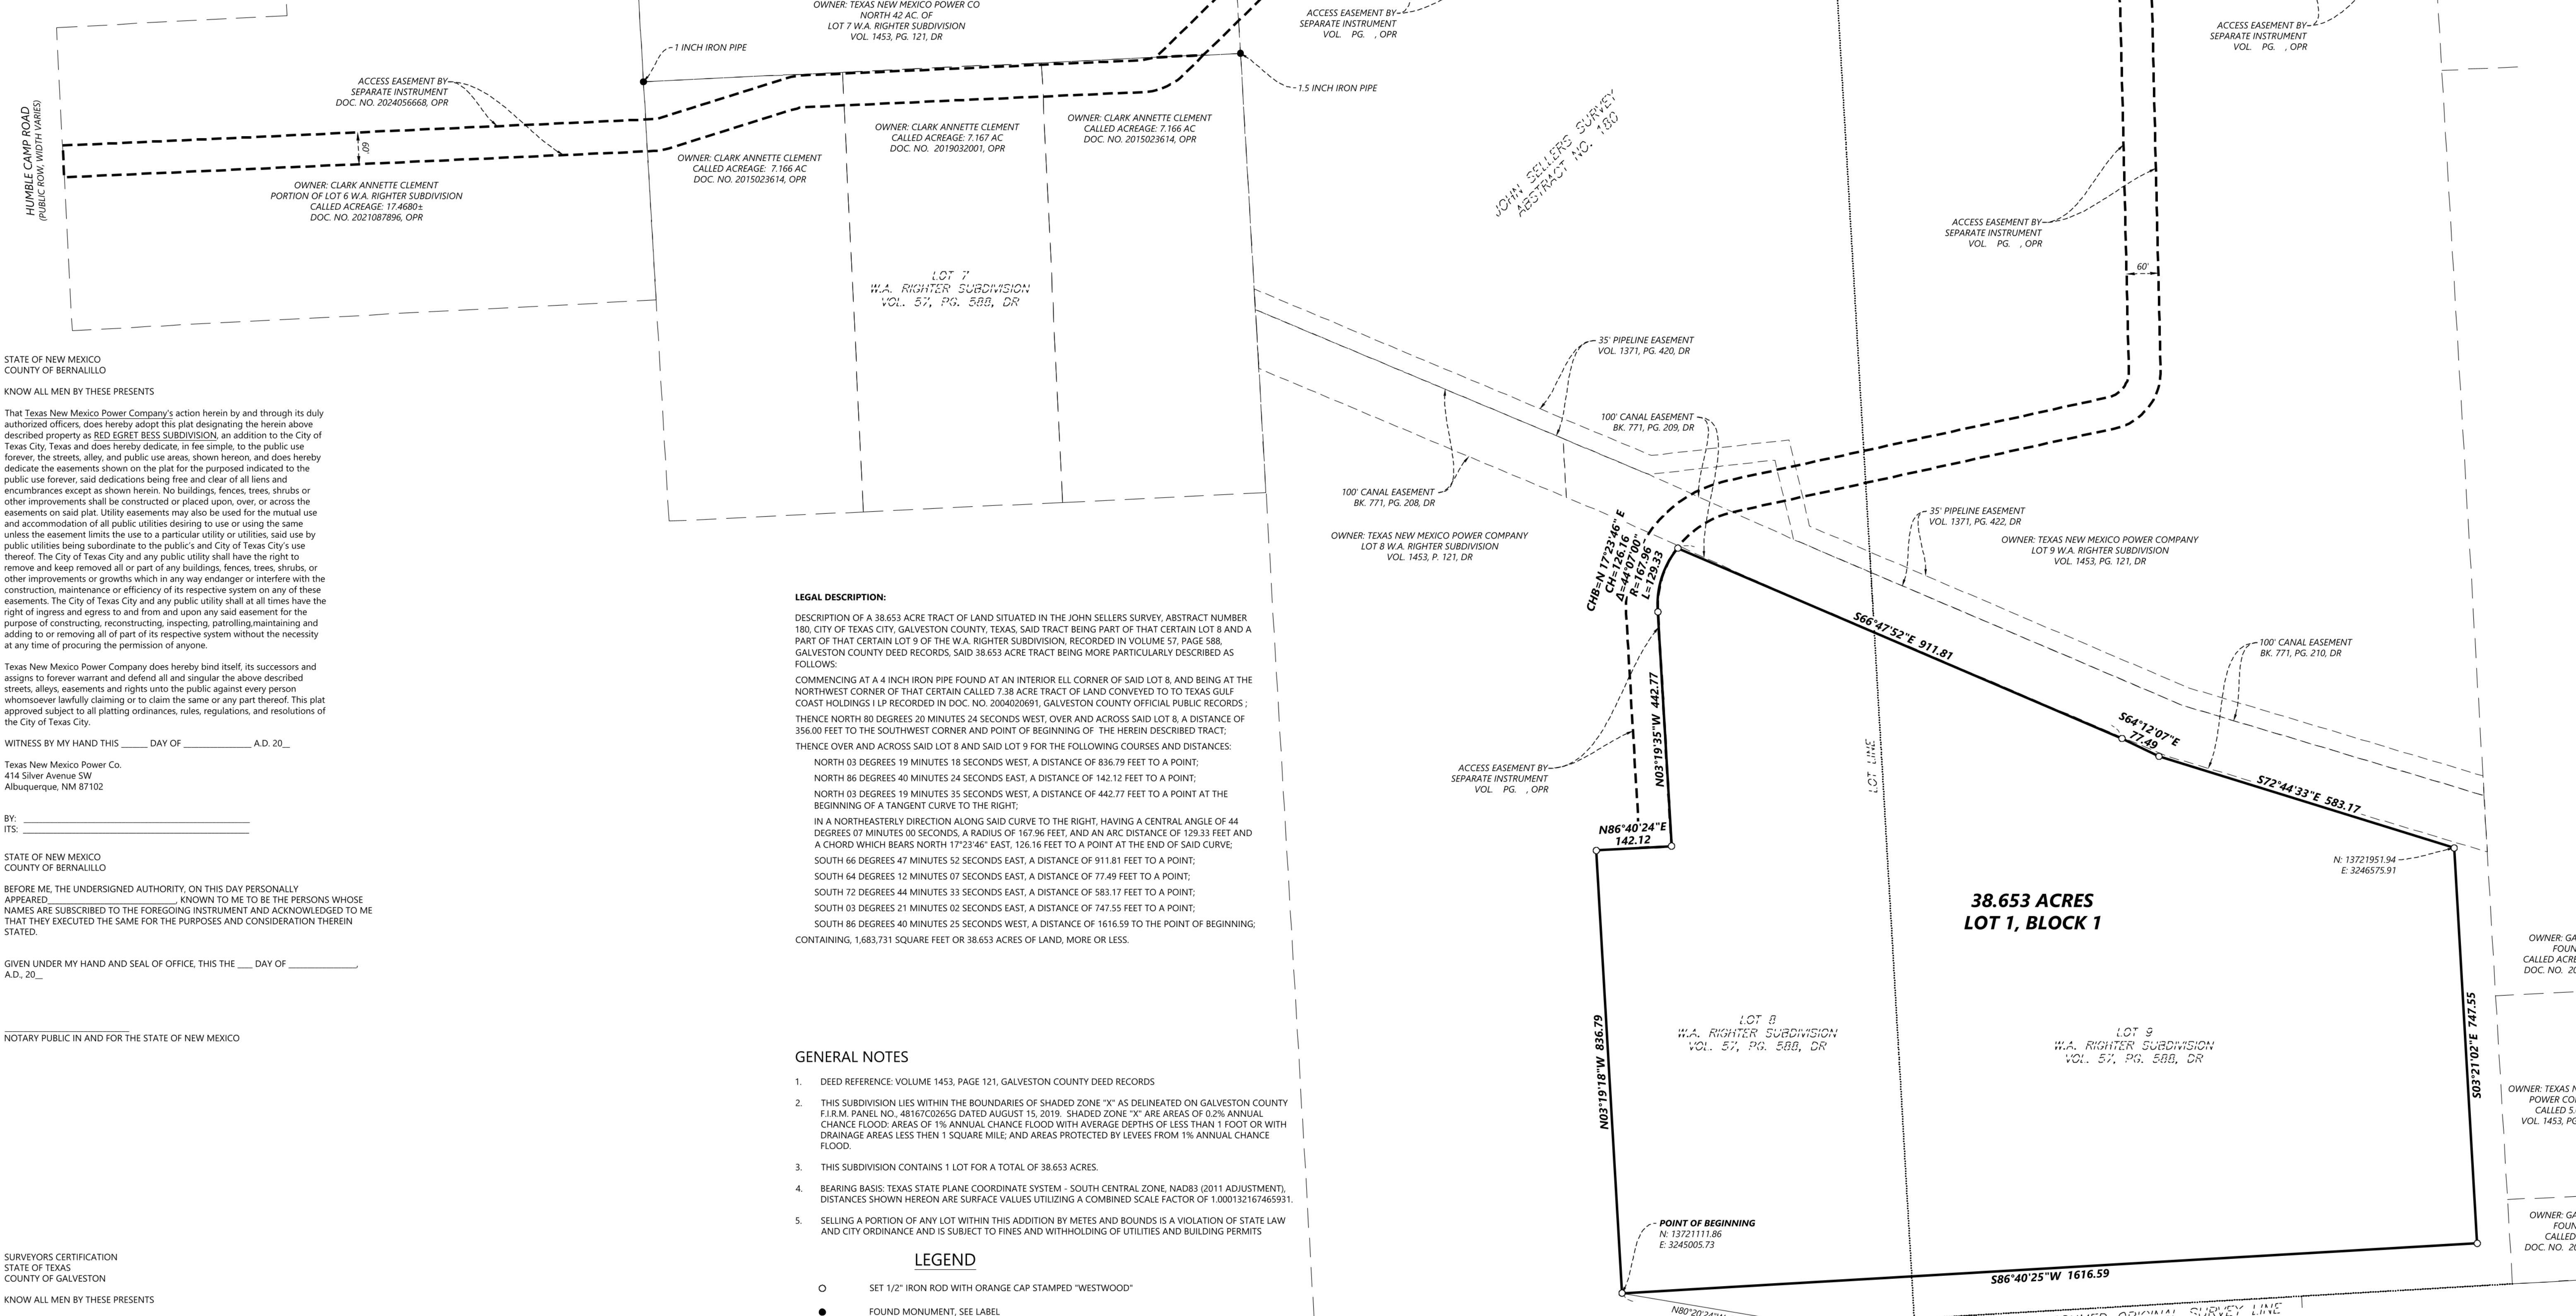 OWNER: TEXAS NEW MEXICO POWER CO
NORTH 42 AC. OF
LOT 7 W.A. RIGHTER SUBDIVISION
VOL. 1453, PG. 121, DR
ACCESS EASEMENT BY
SEPARATE INSTRUMENT
VOL. PG. , OPR
ACCESS EASEMENT BY
SEPARATE INSTRUMENT
VOL. PG. , OPR
1 INCH IRON PIPE
1.5 INCH IRON PIPE
HUMBLE CAMP ROAD
(PUBLIC ROW, WIDTH VARIES)
ACCESS EASEMENT BY
SEPARATE INSTRUMENT
DOC. NO. 2024056668, OPR
60'
OWNER: CLARK ANNETTE CLEMENT
PORTION OF LOT 6 W.A. RIGHTER SUBDIVISION
CALLED ACREAGE: 17.4680±
DOC. NO. 2021087896, OPR
OWNER: CLARK ANNETTE CLEMENT
CALLED ACREAGE: 7.166 AC
DOC. NO. 2015023614, OPR
OWNER: CLARK ANNETTE CLEMENT
CALLED ACREAGE: 7.167 AC
DOC. NO. 2019032001, OPR
OWNER: CLARK ANNETTE CLEMENT
CALLED ACREAGE: 7.166 AC
DOC. NO. 2015023614, OPR
JOHN SELLERS SURVEY
ABSTRACT NO. 180
ACCESS EASEMENT BY
SEPARATE INSTRUMENT
VOL. PG. , OPR
60'
LOT 7
W.A. RIGHTER SUBDIVISION
VOL. 57, PG. 588, DR
35' PIPELINE EASEMENT
VOL. 1371, PG. 420, DR
100' CANAL EASEMENT
BK. 771, PG. 209, DR
100' CANAL EASEMENT
BK. 771, PG. 208, DR
OWNER: TEXAS NEW MEXICO POWER COMPANY
LOT 8 W.A. RIGHTER SUBDIVISION
VOL. 1453, P. 121, DR
35' PIPELINE EASEMENT
VOL. 1371, PG. 422, DR
OWNER: TEXAS NEW MEXICO POWER COMPANY
LOT 9 W.A. RIGHTER SUBDIVISION
VOL. 1453, PG. 121, DR
CHB=N 17°23'46" E
CH=126.16
Δ=44°07'00"
R=167.96
L=129.33
S66°47'52"E 911.81
100' CANAL EASEMENT
BK. 771, PG. 210, DR
S64°12'07"E
77.49
S72°44'33"E 583.17
N03°19'35"W 442.77
LOT LINE
ACCESS EASEMENT BY
SEPARATE INSTRUMENT
VOL. PG. , OPR
N86°40'24"E
142.12
N: 13721951.94
E: 3246575.91
38.653 ACRES
LOT 1, BLOCK 1
LOT 8
W.A. RIGHTER SUBDIVISION
VOL. 57, PG. 588, DR
LOT 9
W.A. RIGHTER SUBDIVISION
VOL. 57, PG. 588, DR
N03°19'18"W 836.79
S03°21'02"E 747.55
OWNER: GA
FOUN
CALLED ACRE
DOC. NO. 20
OWNER: TEXAS N
POWER COM
CALLED 5.
VOL. 1453, PG
OWNER: GA
FOUN
CALLED
DOC. NO. 20
POINT OF BEGINNING
N: 13721111.86
E: 3245005.73
S86°40'25"W 1616.59
N80°20'24"W
ORIGINAL SURVEY LINE
STATE OF NEW MEXICO
COUNTY OF BERNALILLO
KNOW ALL MEN BY THESE PRESENTS
That Texas New Mexico Power Company's action herein by and through its duly
authorized officers, does hereby adopt this plat designating the herein above
described property as RED EGRET BESS SUBDIVISION, an addition to the City of
Texas City, Texas and does hereby dedicate, in fee simple, to the public use
forever, the streets, alley, and public use areas, shown hereon, and does hereby
dedicate the easements shown on the plat for the purposed indicated to the
public use forever, said dedications being free and clear of all liens and
encumbrances except as shown herein. No buildings, fences, trees, shrubs or
other improvements shall be constructed or placed upon, over, or across the
easements on said plat. Utility easements may also be used for the mutual use
and accommodation of all public utilities desiring to use or using the same
unless the easement limits the use to a particular utility or utilities, said use by
public utilities being subordinate to the public's and City of Texas City's use
thereof. The City of Texas City and any public utility shall have the right to
remove and keep removed all or part of any buildings, fences, trees, shrubs, or
other improvements or growths which in any way endanger or interfere with the
construction, maintenance or efficiency of its respective system on any of these
easements. The City of Texas City and any public utility shall at all times have the
right of ingress and egress to and from and upon any said easement for the
purpose of constructing, reconstructing, inspecting, patrolling,maintaining and
adding to or removing all of part of its respective system without the necessity
at any time of procuring the permission of anyone.
Texas New Mexico Power Company does hereby bind itself, its successors and
assigns to forever warrant and defend all and singular the above described
streets, alleys, easements and rights unto the public against every person
whomsoever lawfully claiming or to claim the same or any part thereof. This plat
approved subject to all platting ordinances, rules, regulations, and resolutions of
the City of Texas City.
WITNESS BY MY HAND THIS ______ DAY OF ________________ A.D. 20__
Texas New Mexico Power Co.
414 Silver Avenue SW
Albuquerque, NM 87102
BY: ____________________
ITS: ____________________
STATE OF NEW MEXICO
COUNTY OF BERNALILLO
BEFORE ME, THE UNDERSIGNED AUTHORITY, ON THIS DAY PERSONALLY
APPEARED____________________, KNOWN TO ME TO BE THE PERSONS WHOSE
NAMES ARE SUBSCRIBED TO THE FOREGOING INSTRUMENT AND ACKNOWLEDGED TO ME
THAT THEY EXECUTED THE SAME FOR THE PURPOSES AND CONSIDERATION THEREIN
STATED.
GIVEN UNDER MY HAND AND SEAL OF OFFICE, THIS THE ____ DAY OF ________________,
A.D., 20__
NOTARY PUBLIC IN AND FOR THE STATE OF NEW MEXICO
SURVEYORS CERTIFICATION
STATE OF TEXAS
COUNTY OF GALVESTON
KNOW ALL MEN BY THESE PRESENTS
LEGAL DESCRIPTION:
DESCRIPTION OF A 38.653 ACRE TRACT OF LAND SITUATED IN THE JOHN SELLERS SURVEY, ABSTRACT NUMBER
180, CITY OF TEXAS CITY, GALVESTON COUNTY, TEXAS, SAID TRACT BEING PART OF THAT CERTAIN LOT 8 AND A
PART OF THAT CERTAIN LOT 9 OF THE W.A. RIGHTER SUBDIVISION, RECORDED IN VOLUME 57, PAGE 588,
GALVESTON COUNTY DEED RECORDS, SAID 38.653 ACRE TRACT BEING MORE PARTICULARLY DESCRIBED AS
FOLLOWS:
COMMENCING AT A 4 INCH IRON PIPE FOUND AT AN INTERIOR ELL CORNER OF SAID LOT 8, AND BEING AT THE
NORTHWEST CORNER OF THAT CERTAIN CALLED 7.38 ACRE TRACT OF LAND CONVEYED TO TO TEXAS GULF
COAST HOLDINGS I LP RECORDED IN DOC. NO. 2004020691, GALVESTON COUNTY OFFICIAL PUBLIC RECORDS ;
THENCE NORTH 80 DEGREES 20 MINUTES 24 SECONDS WEST, OVER AND ACROSS SAID LOT 8, A DISTANCE OF
356.00 FEET TO THE SOUTHWEST CORNER AND POINT OF BEGINNING OF THE HEREIN DESCRIBED TRACT;
THENCE OVER AND ACROSS SAID LOT 8 AND SAID LOT 9 FOR THE FOLLOWING COURSES AND DISTANCES:
NORTH 03 DEGREES 19 MINUTES 18 SECONDS WEST, A DISTANCE OF 836.79 FEET TO A POINT;
NORTH 86 DEGREES 40 MINUTES 24 SECONDS EAST, A DISTANCE OF 142.12 FEET TO A POINT;
NORTH 03 DEGREES 19 MINUTES 35 SECONDS WEST, A DISTANCE OF 442.77 FEET TO A POINT AT THE
BEGINNING OF A TANGENT CURVE TO THE RIGHT;
IN A NORTHEASTERLY DIRECTION ALONG SAID CURVE TO THE RIGHT, HAVING A CENTRAL ANGLE OF 44
DEGREES 07 MINUTES 00 SECONDS, A RADIUS OF 167.96 FEET, AND AN ARC DISTANCE OF 129.33 FEET AND
A CHORD WHICH BEARS NORTH 17°23'46" EAST, 126.16 FEET TO A POINT AT THE END OF SAID CURVE;
SOUTH 66 DEGREES 47 MINUTES 52 SECONDS EAST, A DISTANCE OF 911.81 FEET TO A POINT;
SOUTH 64 DEGREES 12 MINUTES 07 SECONDS EAST, A DISTANCE OF 77.49 FEET TO A POINT;
SOUTH 72 DEGREES 44 MINUTES 33 SECONDS EAST, A DISTANCE OF 583.17 FEET TO A POINT;
SOUTH 03 DEGREES 21 MINUTES 02 SECONDS EAST, A DISTANCE OF 747.55 FEET TO A POINT;
SOUTH 86 DEGREES 40 MINUTES 25 SECONDS WEST, A DISTANCE OF 1616.59 TO THE POINT OF BEGINNING;
CONTAINING, 1,683,731 SQUARE FEET OR 38.653 ACRES OF LAND, MORE OR LESS.
GENERAL NOTES
1. DEED REFERENCE: VOLUME 1453, PAGE 121, GALVESTON COUNTY DEED RECORDS
2. THIS SUBDIVISION LIES WITHIN THE BOUNDARIES OF SHADED ZONE "X" AS DELINEATED ON GALVESTON COUNTY
F.I.R.M. PANEL NO., 48167C0265G DATED AUGUST 15, 2019. SHADED ZONE "X" ARE AREAS OF 0.2% ANNUAL
CHANCE FLOOD: AREAS OF 1% ANNUAL CHANCE FLOOD WITH AVERAGE DEPTHS OF LESS THAN 1 FOOT OR WITH
DRAINAGE AREAS LESS THEN 1 SQUARE MILE; AND AREAS PROTECTED BY LEVEES FROM 1% ANNUAL CHANCE
FLOOD.
3. THIS SUBDIVISION CONTAINS 1 LOT FOR A TOTAL OF 38.653 ACRES.
4. BEARING BASIS: TEXAS STATE PLANE COORDINATE SYSTEM - SOUTH CENTRAL ZONE, NAD83 (2011 ADJUSTMENT),
DISTANCES SHOWN HEREON ARE SURFACE VALUES UTILIZING A COMBINED SCALE FACTOR OF 1.000132167465931.
5. SELLING A PORTION OF ANY LOT WITHIN THIS ADDITION BY METES AND BOUNDS IS A VIOLATION OF STATE LAW
AND CITY ORDINANCE AND IS SUBJECT TO FINES AND WITHHOLDING OF UTILITIES AND BUILDING PERMITS
LEGEND
SET 1/2" IRON ROD WITH ORANGE CAP STAMPED "WESTWOOD"
FOUND MONUMENT, SEE LABEL